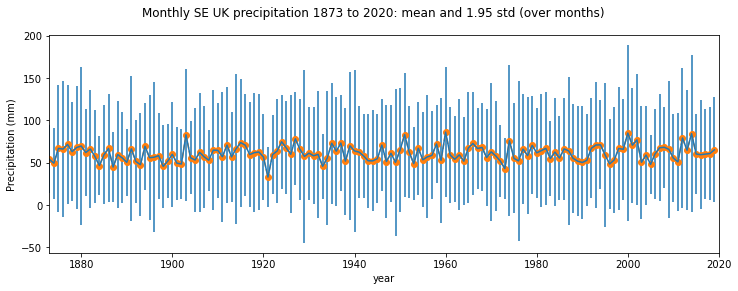 Monthly SE UK precipitation 1873 to 2020: mean and 1.95 std (over months)
200
150
100
50
0
−50
Precipitation (mm)
1880 1900 1920 1940 1960 1980 2000 2020
year